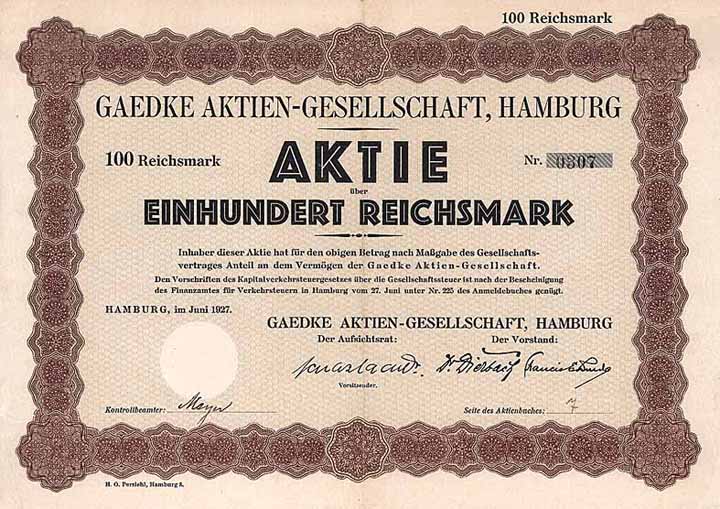 100 Reichsmark
GAEDKE AKTIEN-GESELLSCHAFT, HAMBURG
100 Reichsmark AKTIE Nr. 0307
über
EINHUNDERT REICHSMARK
Inhaber dieser Aktie hat für den obigen Betrag nach Maßgabe des Gesellschafts-
vertrages Anteil an dem Vermögen der Gaedke Aktien-Gesellschaft.
Den Vorschriften des Kapitalverkehrsteuergesetzes über die Gesellschaftssteuer ist nach der Bescheinigung
des Finanzamtes für Verkehrsteuern in Hamburg vom 27. Juni unter Nr. 225 des Anmeldebuches genügt.
HAMBURG, im Juni 1927.
GAEDKE AKTIEN-GESELLSCHAFT, HAMBURG
Der Aufsichtsrat: Der Vorstand:
Dr. Dierbach
Vorsitzender.
Kontrollbeamter: Mayer Seite des Aktienbuches: 7
H. O. Persiehl, Hamburg 8.